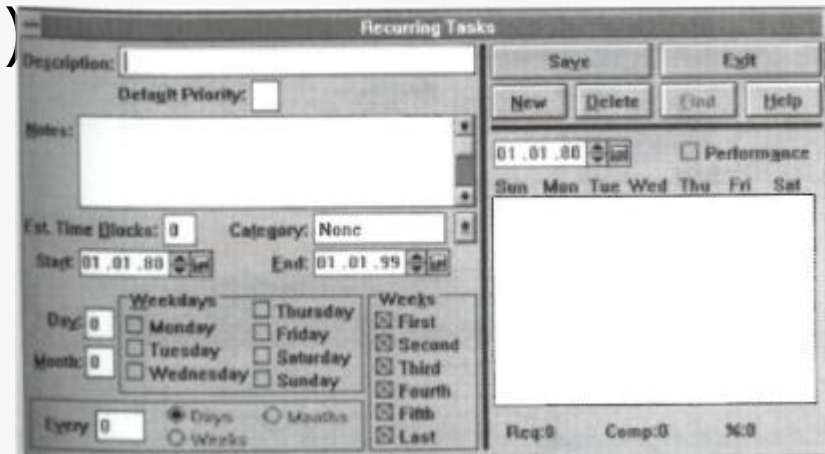 )
Recurring Tasks
Description:
Default Priority:
Notes:
Est. Time Blocks: 0 Category: None
Start: 01.01.80 End: 01.01.99
Day: 0
Month: 0
Weekdays
Monday
Tuesday
Wednesday
Thursday
Friday
Saturday
Sunday
Weeks
First
Second
Third
Fourth
Fifth
Last
Every 0 Days Months
Weeks
Save Exit
New Delete Find Help
01.01.80 Performance
Sun Mon Tue Wed Thu Fri Sat
Req:0 Comp:0 %:0